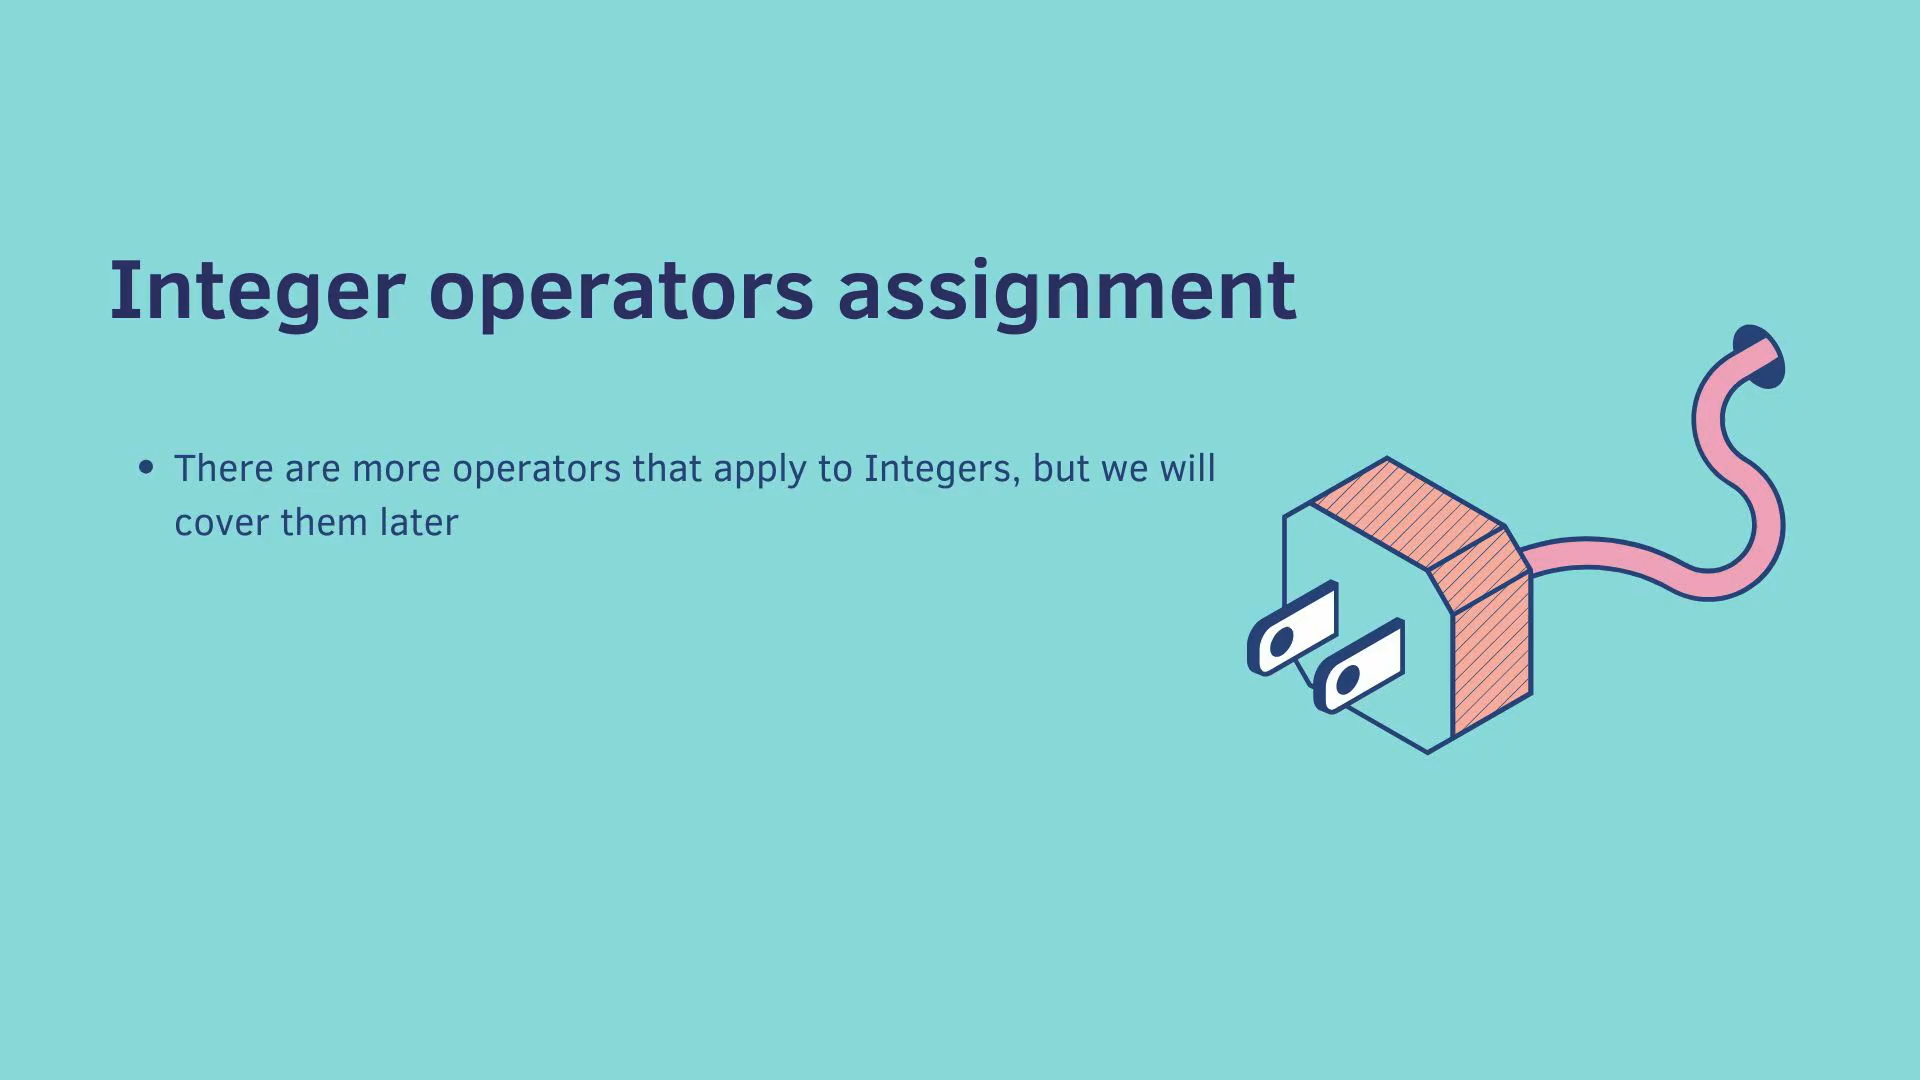 Integer operators assignment
• There are more operators that apply to Integers, but we will
cover them later